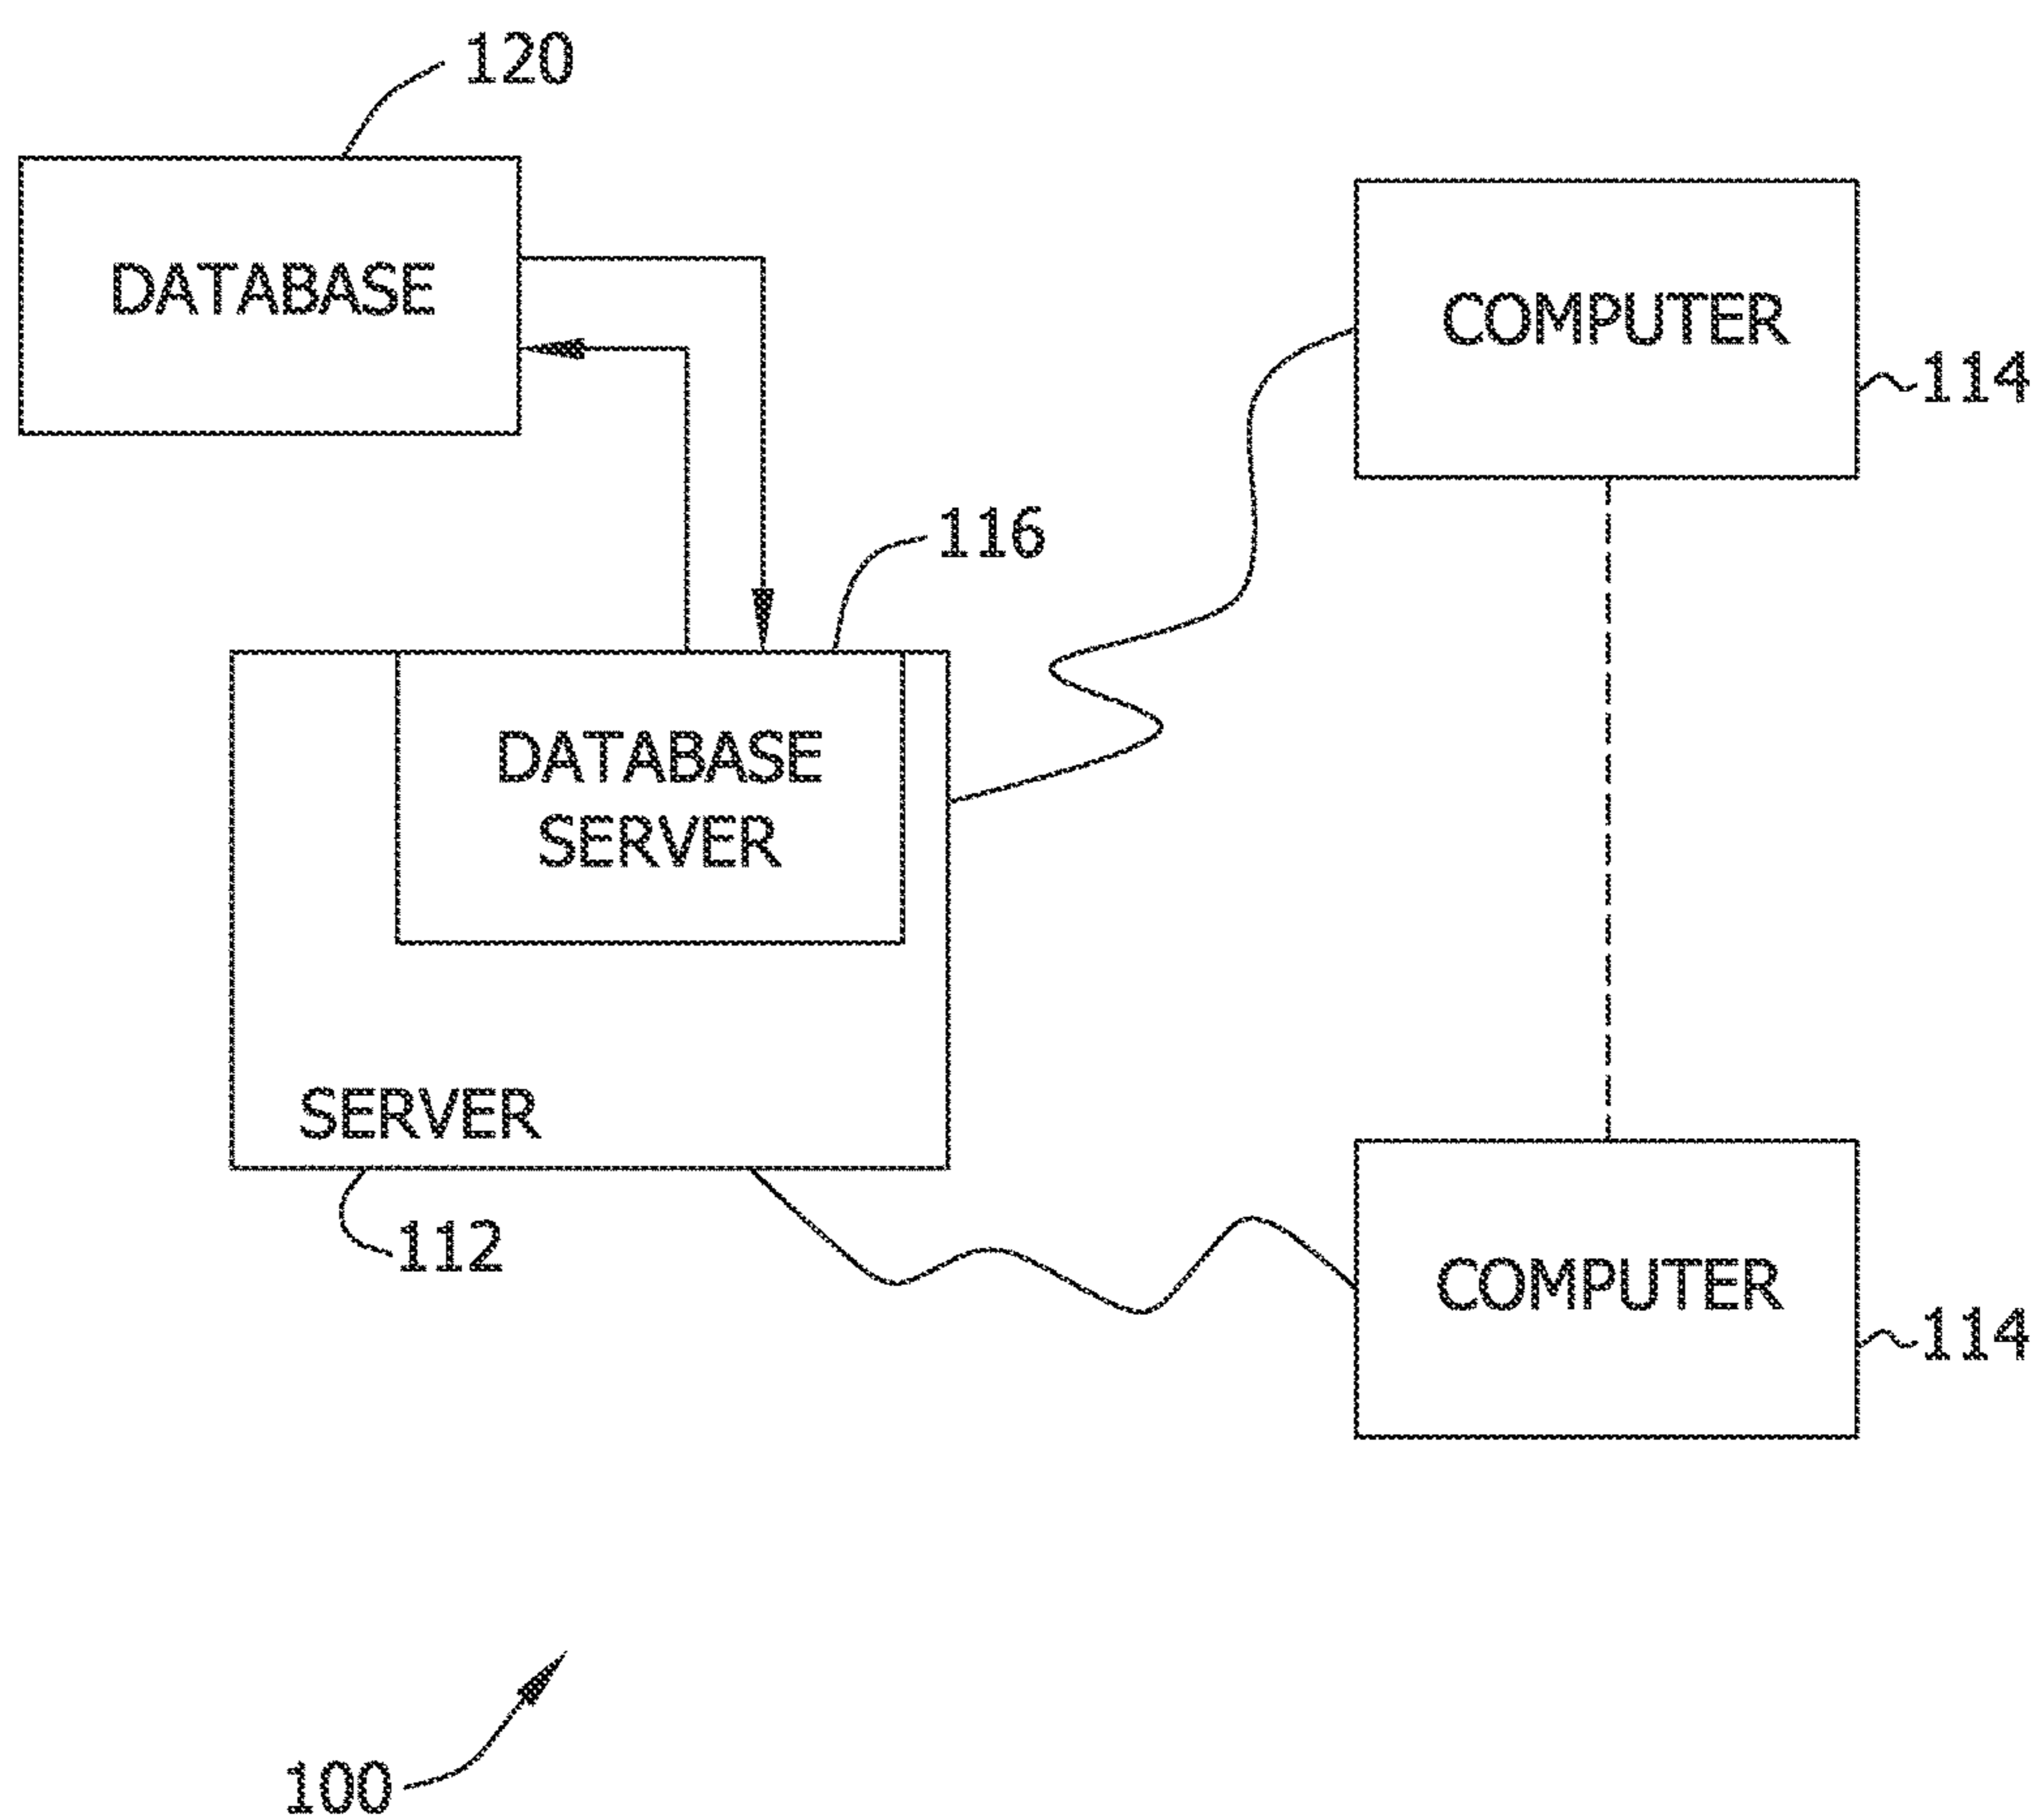 120
DATABASE
COMPUTER
114
116
DATABASE
SERVER
SERVER
112
COMPUTER
114
100